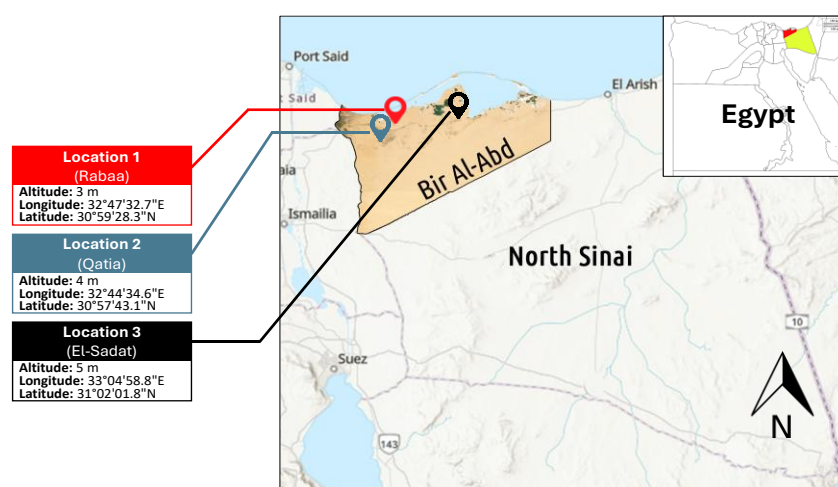 Port Said
t Said
El Arish
Egypt
Location 1
(Rabaa)
Altitude: 3 m
Longitude: 32°47'32.7"E
Latitude: 30°59'28.3"N
Bir Al-Abd
aia
Ismailia
Location 2
(Qatia)
Altitude: 4 m
Longitude: 32°44'34.6"E
Latitude: 30°57'43.1"N
North Sinai
Location 3
(El-Sadat)
Altitude: 5 m
Longitude: 33°04'58.8"E
Latitude: 31°02'01.8"N
10
Suez
143
N